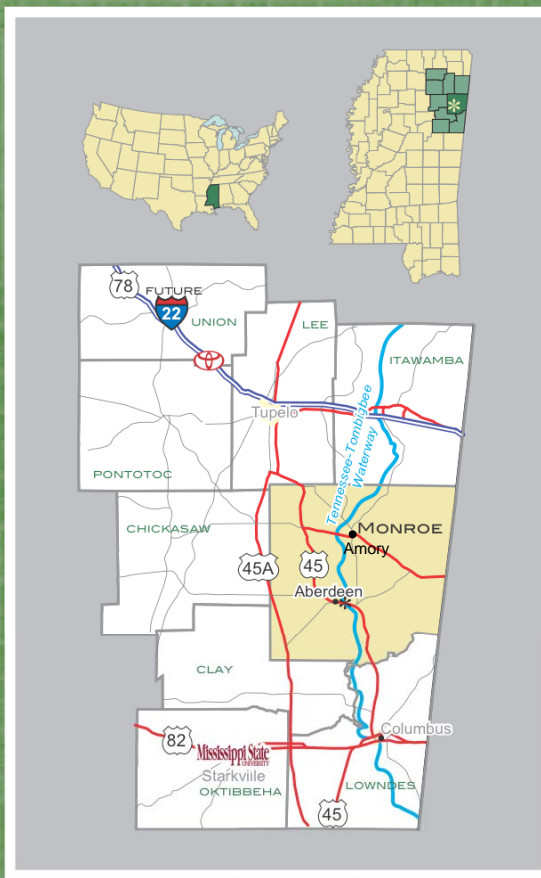 *
78
FUTURE
22
UNION
LEE
ITAWAMBA
Tupelo
Tennessee-Tombigbee
Waterway
PONTOTOC
CHICKASAW
MONROE
Amory
45A
45
Aberdeen
*
CLAY
Columbus
82
Mississippi State
UNIVERSITY
Starkville
OKTIBBEHA
LOWNDES
45